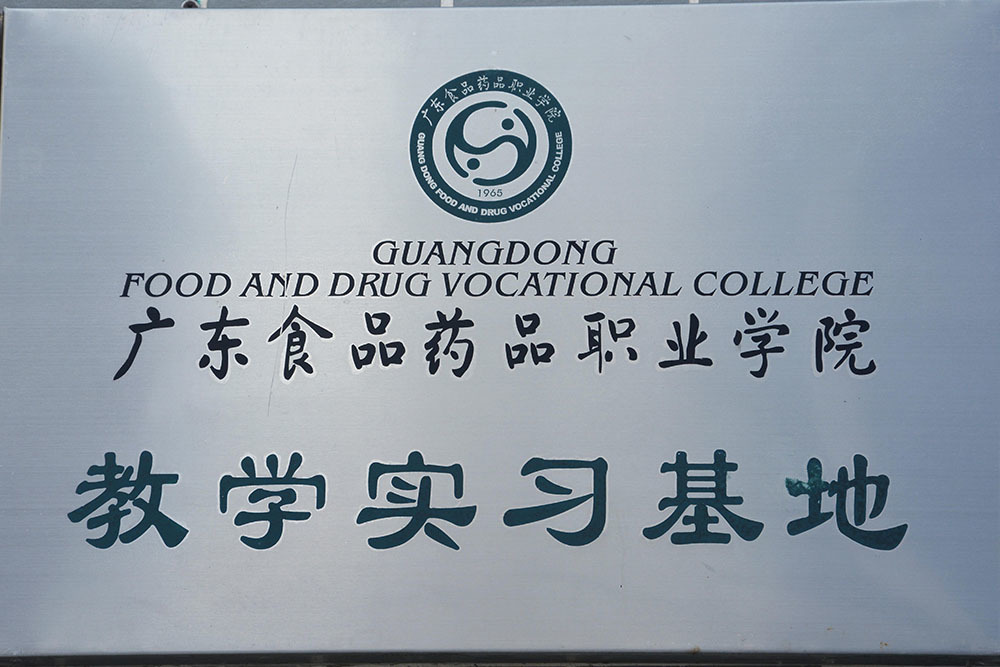 广东食品药品职业学院
GUANG DONG FOOD AND DRUG VOCATIONAL COLLEGE
1965
GUANGDONG
FOOD AND DRUG VOCATIONAL COLLEGE
广东食品药品职业学院
教学实习基地